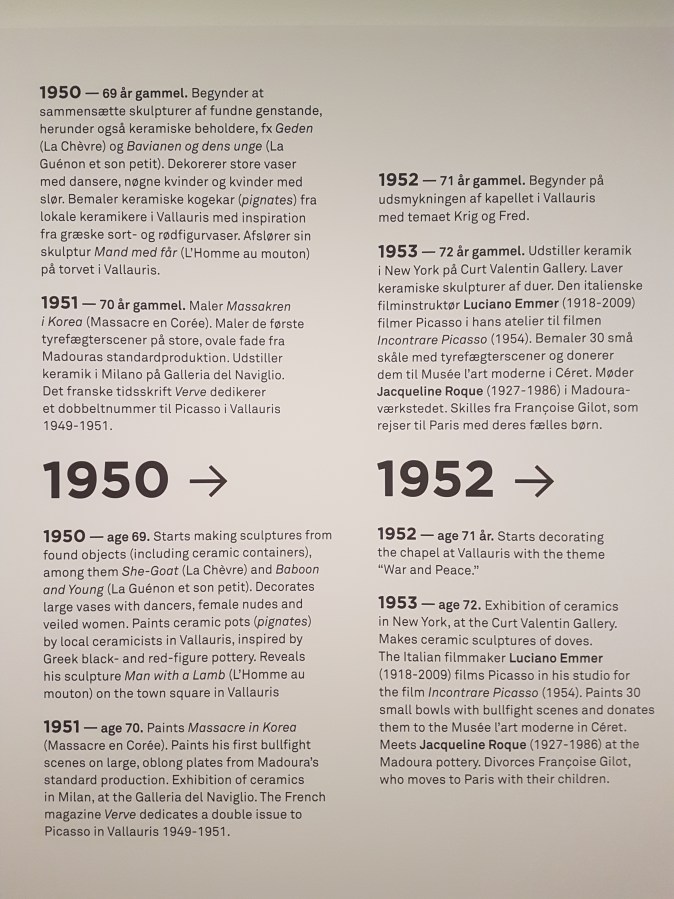 1950 — 69 år gammel. Begynder at
sammensætte skulpturer af fundne genstande,
herunder også keramiske beholdere, fx Geden
(La Chèvre) og Bavianen og dens unge (La
Guénon et son petit). Dekorerer store vaser
med dansere, nøgne kvinder og kvinder med
slør. Bemaler keramiske kogekar (pignates) fra
lokale keramikere i Vallauris med inspiration
fra græske sort- og rødfigurvaser. Afslører sin
skulptur Mand med får (L'Homme au mouton)
på torvet i Vallauris.
1951 — 70 år gammel. Maler Massakren
i Korea (Massacre en Corée). Maler de første
tyrefægterscener på store, ovale fade fra
Madouras standardproduktion. Udstiller
keramik i Milano på Galleria del Naviglio.
Det franske tidsskrift Verve dedikerer
et dobbeltnummer til Picasso i Vallauris
1949-1951.
1950 →
1950 — age 69. Starts making sculptures from
found objects (including ceramic containers),
among them She-Goat (La Chèvre) and Baboon
and Young (La Guénon et son petit). Decorates
large vases with dancers, female nudes and
veiled women. Paints ceramic pots (pignates)
by local ceramicists in Vallauris, inspired by
Greek black- and red-figure pottery. Reveals
his sculpture Man with a Lamb (L'Homme au
mouton) on the town square in Vallauris
1951 — age 70. Paints Massacre in Korea
(Massacre en Corée). Paints his first bullfight
scenes on large, oblong plates from Madoura's
standard production. Exhibition of ceramics
in Milan, at the Galleria del Naviglio. The French
magazine Verve dedicates a double issue to
Picasso in Vallauris 1949-1951.
1952 — 71 år gammel. Begynder på
udsmykningen af kapellet i Vallauris
med temaet Krig og Fred.
1953 — 72 år gammel. Udstiller keramik
i New York på Curt Valentin Gallery. Laver
keramiske skulpturer af duer. Den italienske
filminstruktør Luciano Emmer (1918-2009)
filmer Picasso i hans atelier til filmen
Incontrare Picasso (1954). Bemaler 30 små
skåle med tyrefægterscener og donerer
dem til Musée l'art moderne i Céret. Møder
Jacqueline Roque (1927-1986) i Madoura-
værkstedet. Skilles fra Françoise Gilot, som
rejser til Paris med deres fælles børn.
1952 →
1952 — age 71 år. Starts decorating
the chapel at Vallauris with the theme
“War and Peace.”
1953 — age 72. Exhibition of ceramics
in New York, at the Curt Valentin Gallery.
Makes ceramic sculptures of doves.
The Italian filmmaker Luciano Emmer
(1918-2009) films Picasso in his studio for
the film Incontrare Picasso (1954). Paints 30
small bowls with bullfight scenes and donates
them to the Musée l'art moderne in Céret.
Meets Jacqueline Roque (1927-1986) at the
Madoura pottery. Divorces Françoise Gilot,
who moves to Paris with their children.